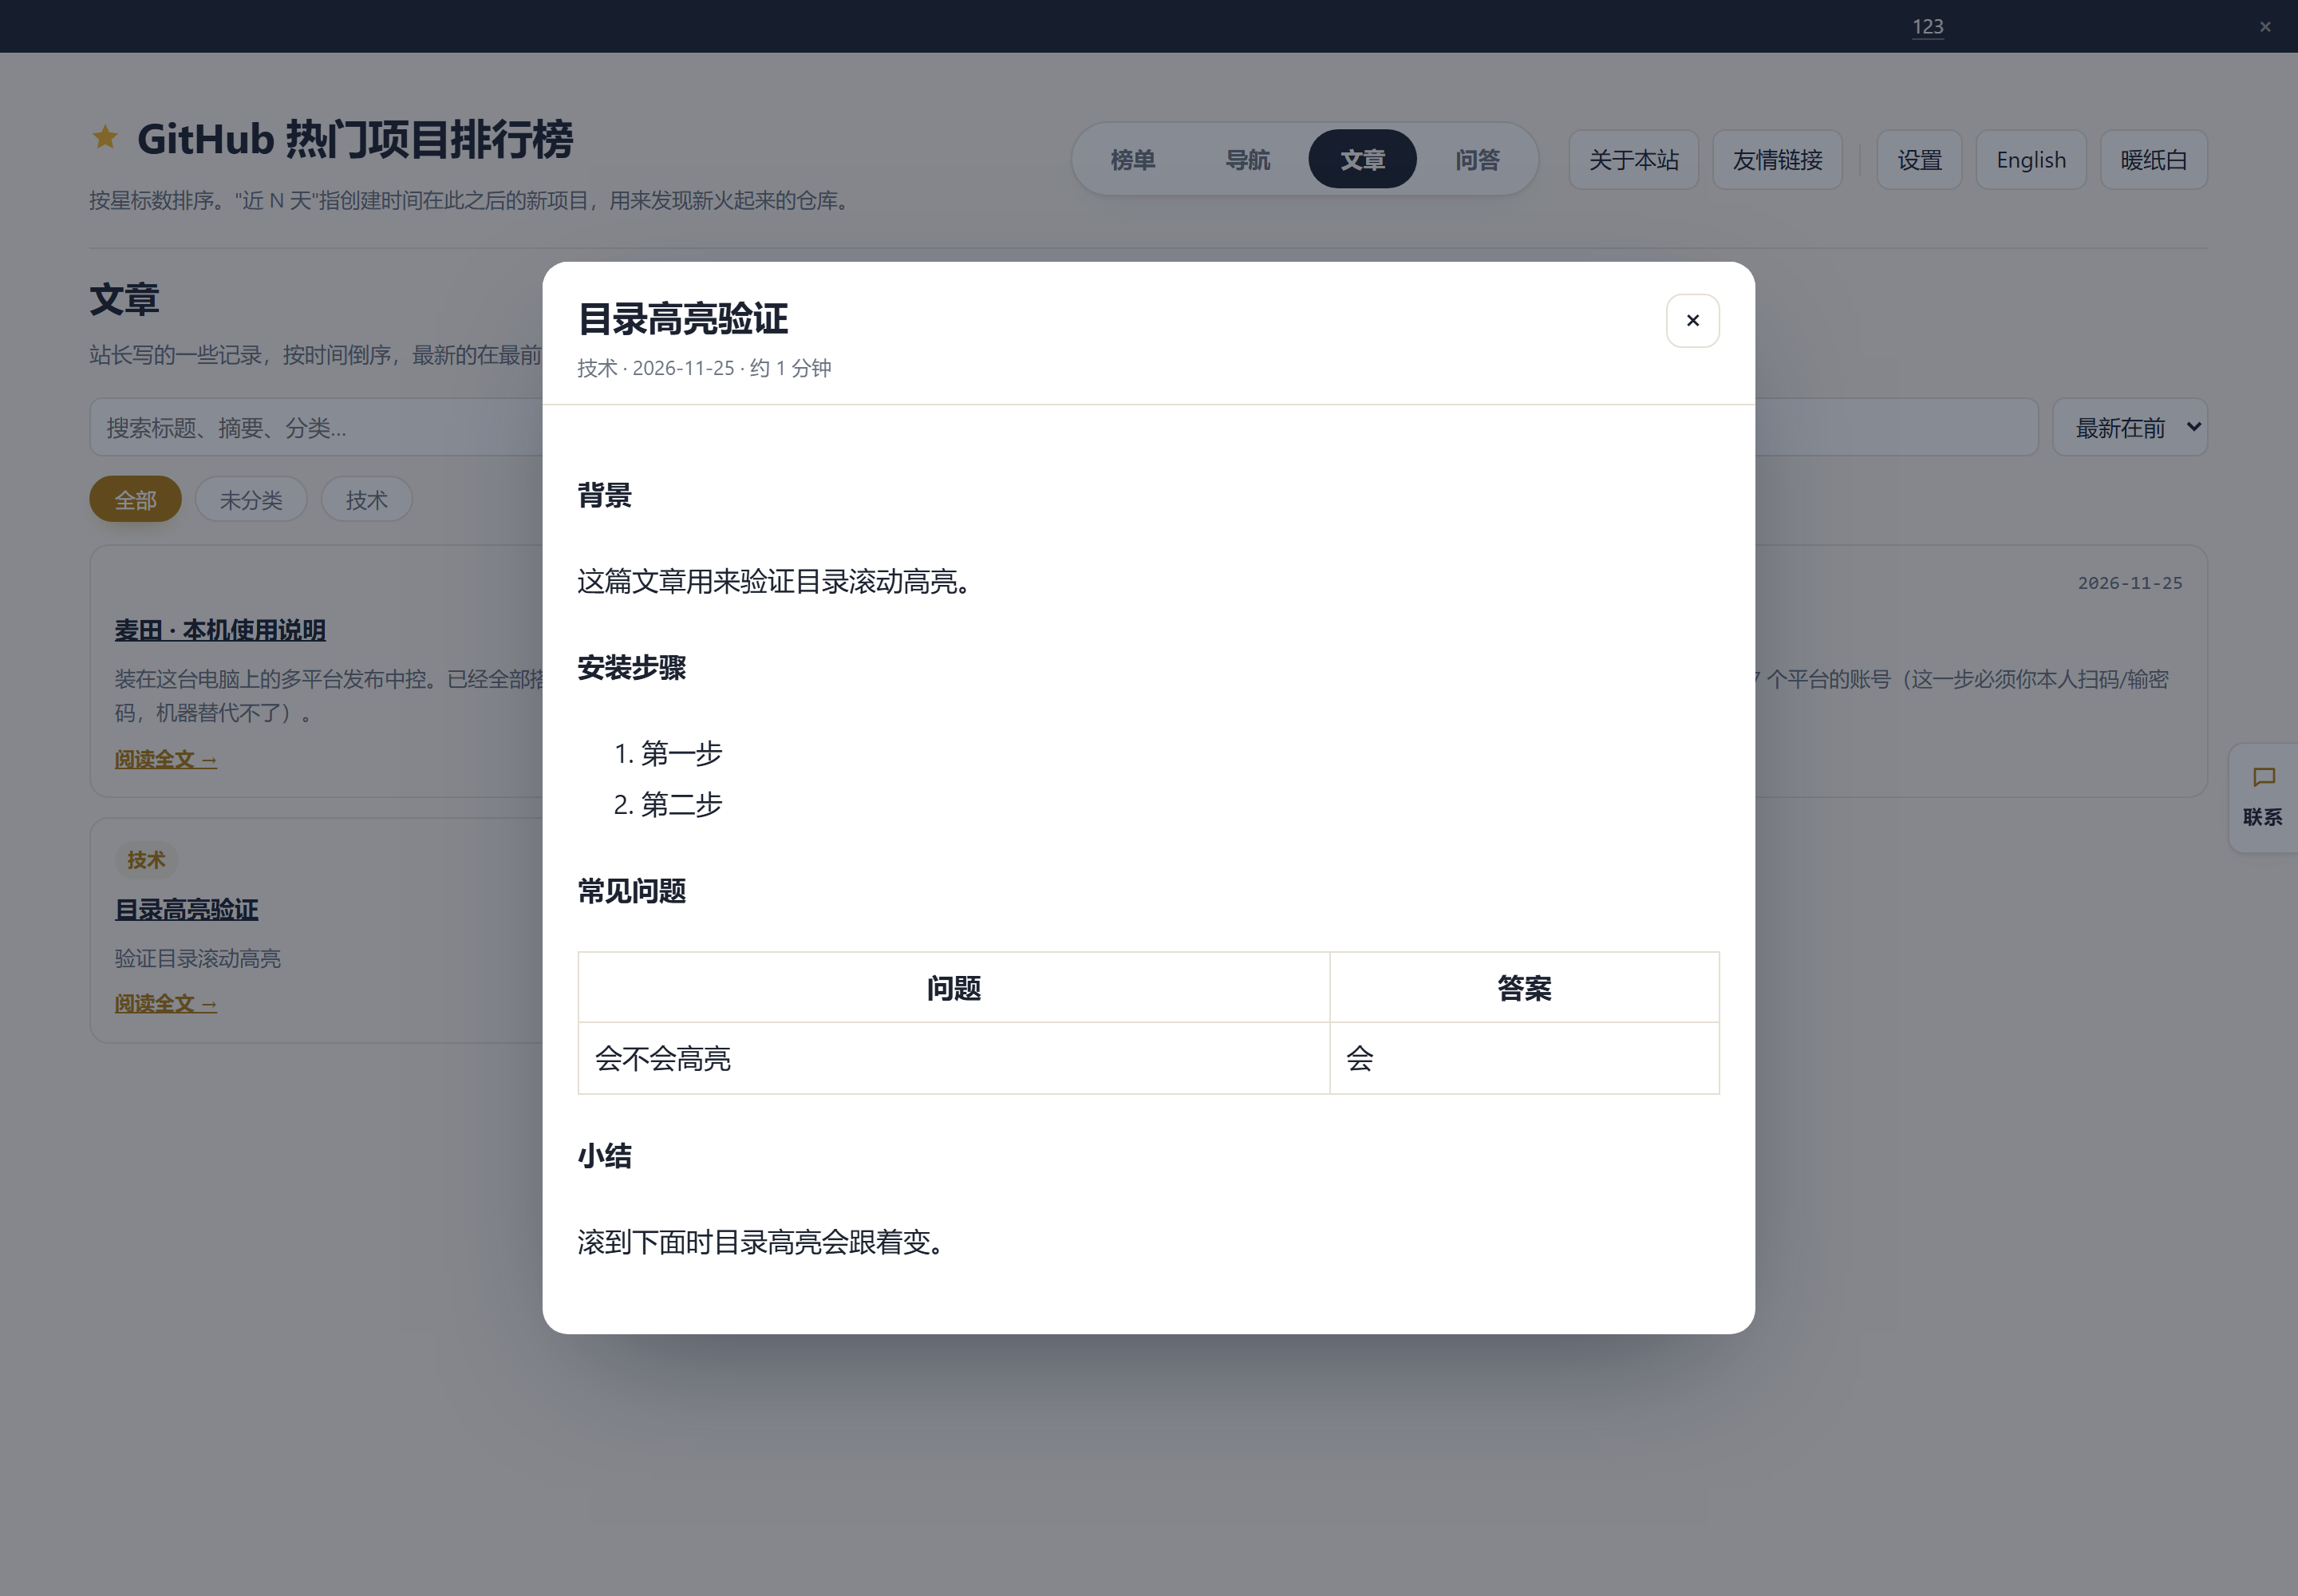 123
×
GitHub 热门项目排行榜
按星标数排序。"近 N 天"指创建时间在此之后的新项目，用来发现新火起来的仓库。
榜单
导航
文章
问答
关于本站
友情链接
设置
English
暖纸白
文章
站长写的一些记录，按时间倒序，最新的在最前
搜索标题、摘要、分类...
最新在前
全部
未分类
技术
2026-11-25
麦田 · 本机使用说明
装在这台电脑上的多平台发布中控。已经全部搭
个平台的账号（这一步必须你本人扫码/输密
码，机器替代不了）。
阅读全文 →
技术
目录高亮验证
验证目录滚动高亮
阅读全文 →
联系
目录高亮验证
×
技术 · 2026-11-25 · 约 1 分钟
背景
这篇文章用来验证目录滚动高亮。
安装步骤
1. 第一步
2. 第二步
常见问题
问题 答案
会不会高亮 会
小结
滚到下面时目录高亮会跟着变。